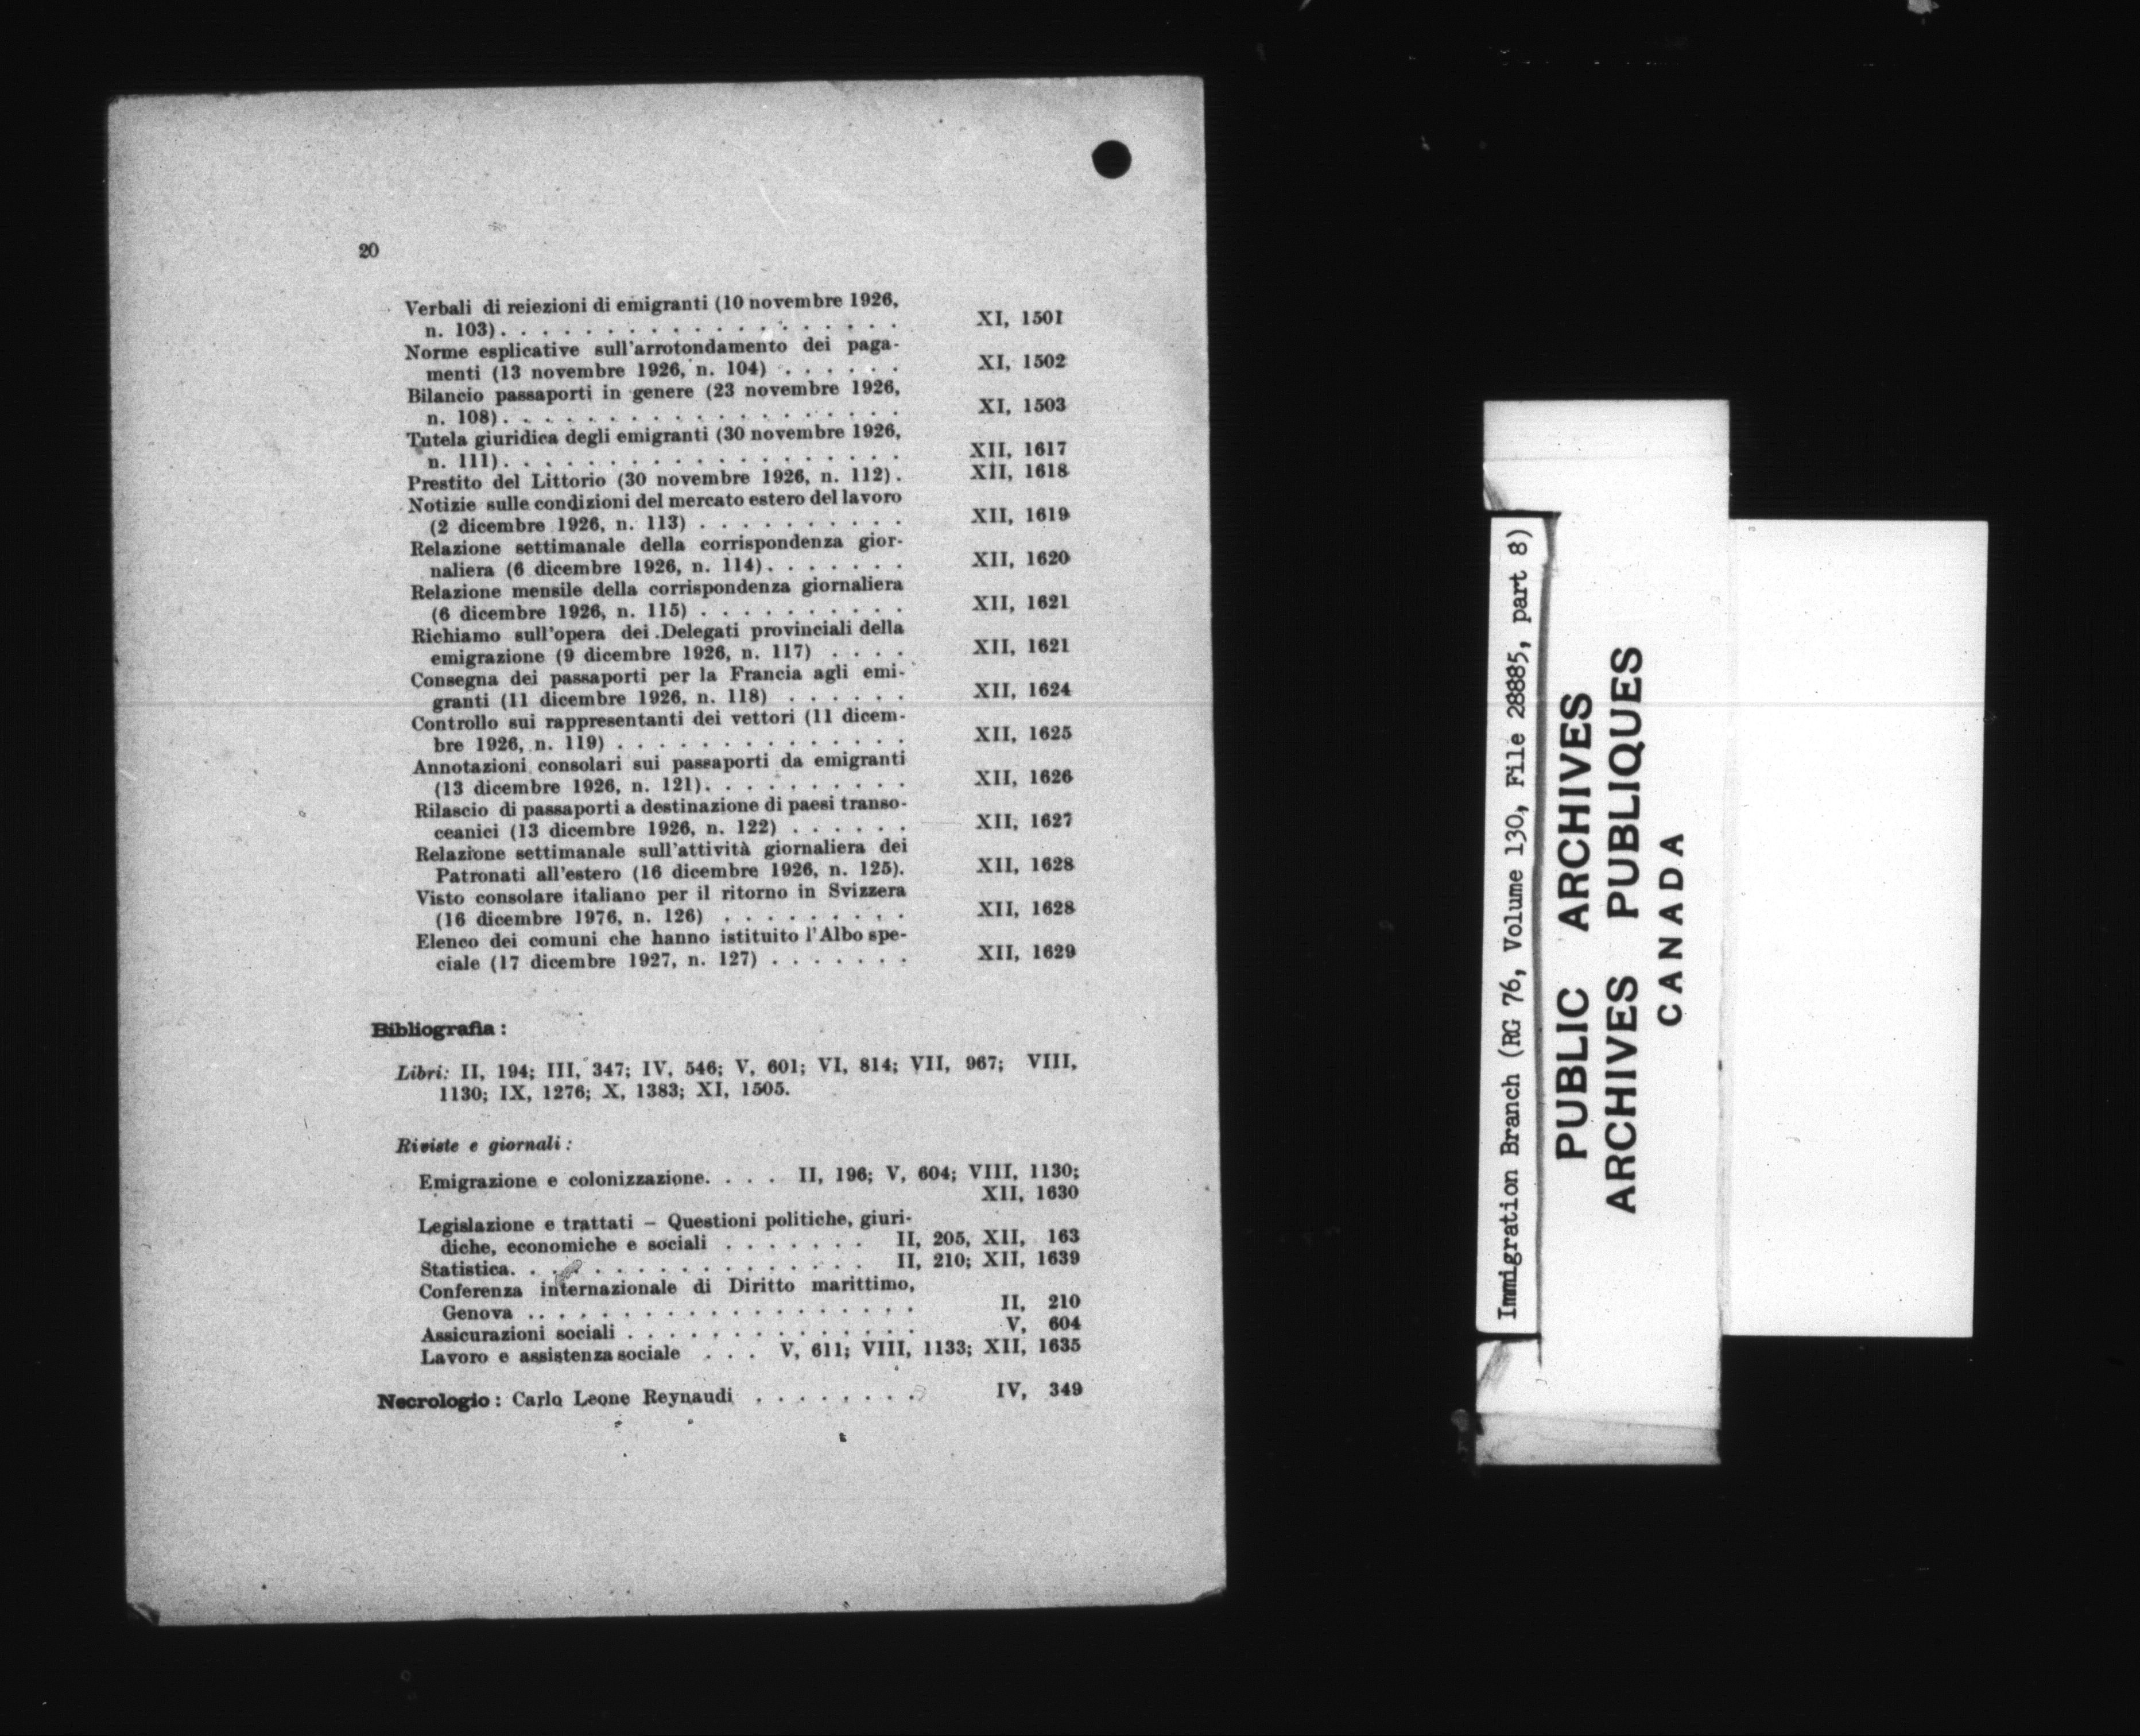 20
Verbali di reiezioni di emigranti (10 novembre 1926,
n. 103). . . . . . . . . . . . . . . . . . . XI, 1501
Norme esplicative sull'arrotondamento dei paga-
menti (13 novembre 1926, n. 104) . . . . . . XI, 1502
Bilancio passaporti in genere (23 novembre 1926,
n. 108). . . . . . . . . . . . . . . . . . . XI, 1503
Tutela giuridica degli emigranti (30 novembre 1926,
n. 111). . . . . . . . . . . . . . . . . . . XII, 1617
Prestito del Littorio (30 novembre 1926, n. 112). XII, 1618
Notizie sulle condizioni del mercato estero del lavoro
(2 dicembre 1926, n. 113) . . . . . . . . . . XII, 1619
Relazione settimanale della corrispondenza gior-
naliera (6 dicembre 1926, n. 114). . . . . . . XII, 1620
Relazione mensile della corrispondenza giornaliera
(6 dicembre 1926, n. 115) . . . . . . . . . . XII, 1621
Richiamo sull'opera dei Delegati provinciali della
emigrazione (9 dicembre 1926, n. 117) . . . . XII, 1621
Consegna dei passaporti per la Francia agli emi-
granti (11 dicembre 1926, n. 118) . . . . . . XII, 1624
Controllo sui rappresentanti dei vettori (11 dicem-
bre 1926, n. 119) . . . . . . . . . . . . . . XII, 1625
Annotazioni consolari sui passaporti da emigranti
(13 dicembre 1926, n. 121). . . . . . . . . . XII, 1626
Rilascio di passaporti a destinazione di paesi transo-
ceanici (13 dicembre 1926, n. 122) . . . . . . XII, 1627
Relazione settimanale sull'attività giornaliera dei
Patronati all'estero (16 dicembre 1926, n. 125). XII, 1628
Visto consolare italiano per il ritorno in Svizzera
(16 dicembre 1976, n. 126) . . . . . . . . . XII, 1628
Elenco dei comuni che hanno istituito l'Albo spe-
ciale (17 dicembre 1927, n. 127) . . . . . . . XII, 1629
Bibliografia :
Libri: II, 194; III, 347; IV, 546; V, 601; VI, 814; VII, 967; VIII,
1130; IX, 1276; X, 1383; XI, 1505.
Riviste e giornali :
Emigrazione e colonizzazione. . . . II, 196; V, 604; VIII, 1130;
XII, 1630
Legislazione e trattati – Questioni politiche, giuri-
diche, economiche e sociali . . . . . . . II, 205, XII, 163
Statistica. . . . . . . . . . . . . . . . . II, 210; XII, 1639
Conferenza internazionale di Diritto marittimo,
Genova . . . . . . . . . . . . . . . . . . . II, 210
Assicurazioni sociali . . . . . . . . . . . . . . V, 604
Lavoro e assistenza sociale . . . V, 611; VIII, 1133; XII, 1635
Necrologio : Carlo Leone Reynaudi . . . . . . . . IV, 349
Immigration Branch (RG 76, Volume 130, File 28885, part 8)
PUBLIC ARCHIVES
ARCHIVES PUBLIQUES
CANADA